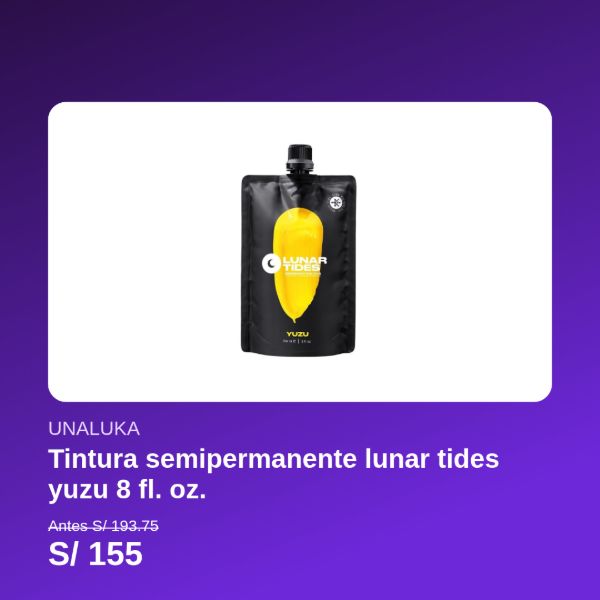 LUNAR
TIDES
YUZU
UNALUKA
Tintura semipermanente lunar tides
yuzu 8 fl. oz.
Antes S/ 193.75
S/ 155